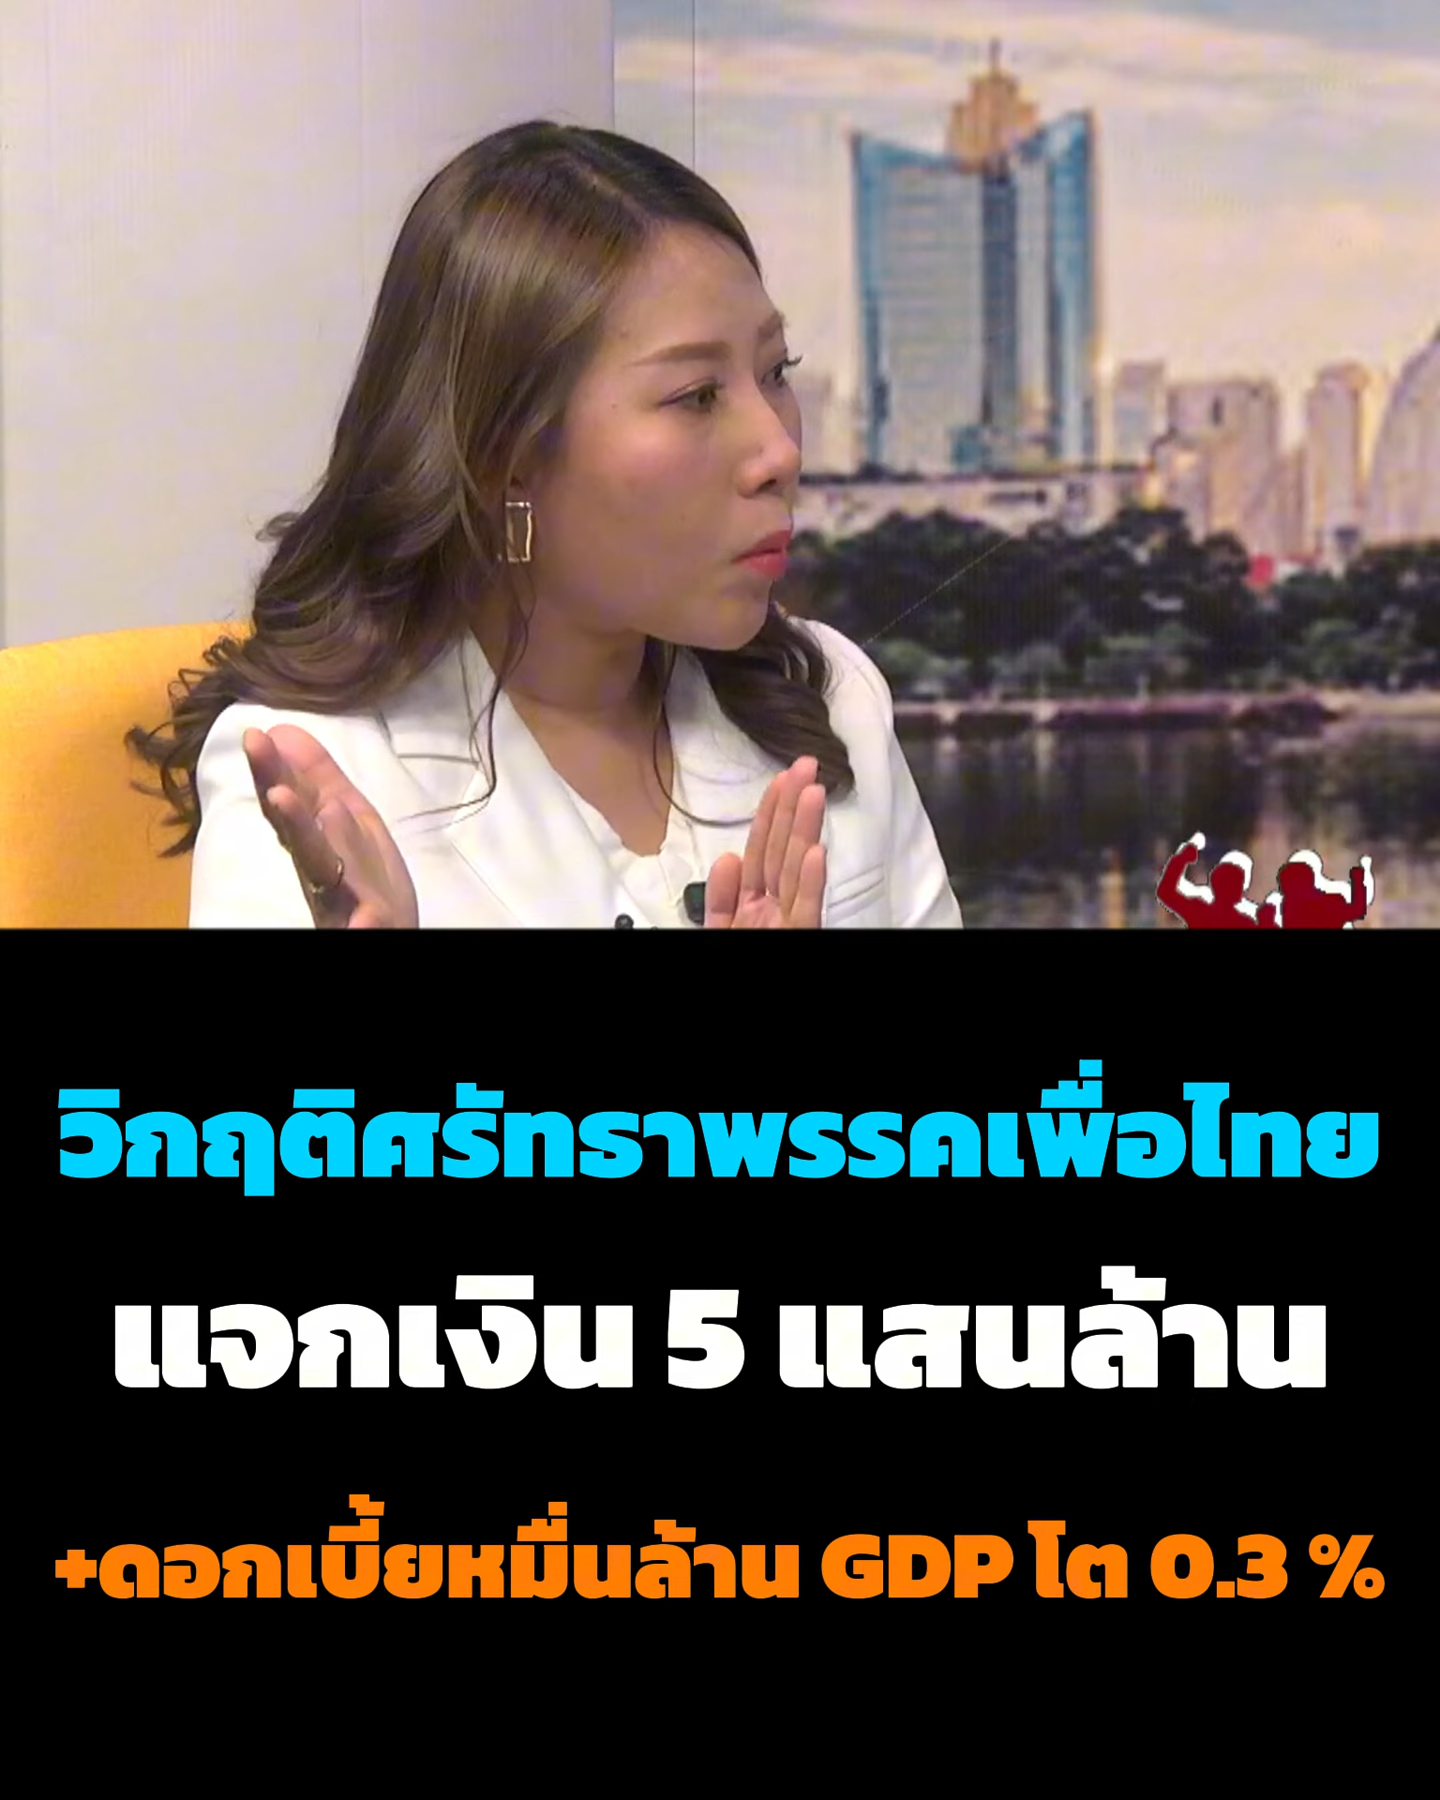 วิกฤติศรัทธาพรรคเพื่อไทย
แจกเงิน 5 แสนล้าน
+ดอกเบี้ยหมื่นล้าน GDP โต 0.3 %